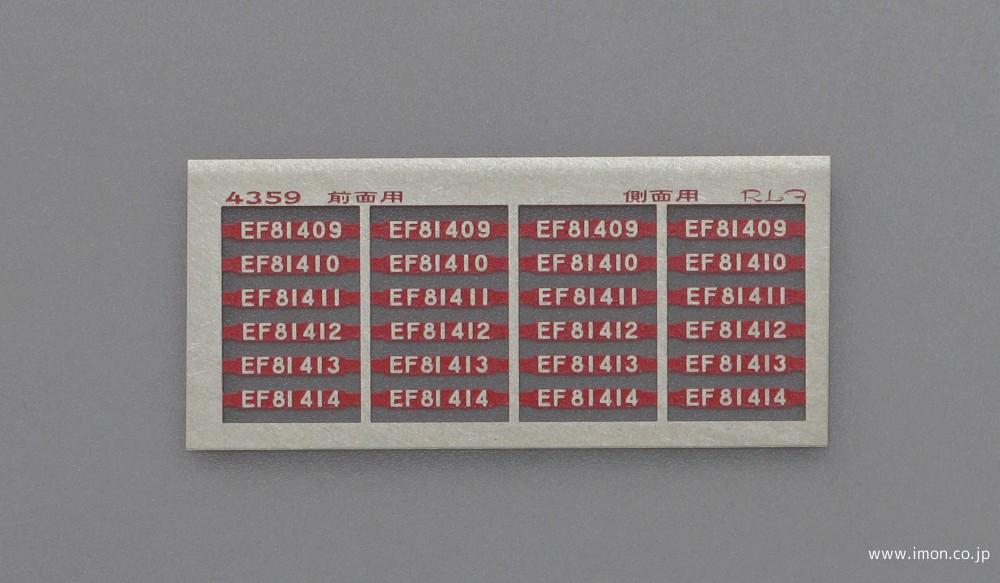 4359 前面用 側面用 RLF
EF81409 EF81409 EF81409 EF81409
EF81410 EF81410 EF81410 EF81410
EF81411 EF81411 EF81411 EF81411
EF81412 EF81412 EF81412 EF81412
EF81413 EF81413 EF81413 EF81413
EF81414 EF81414 EF81414 EF81414
www.imon.co.jp